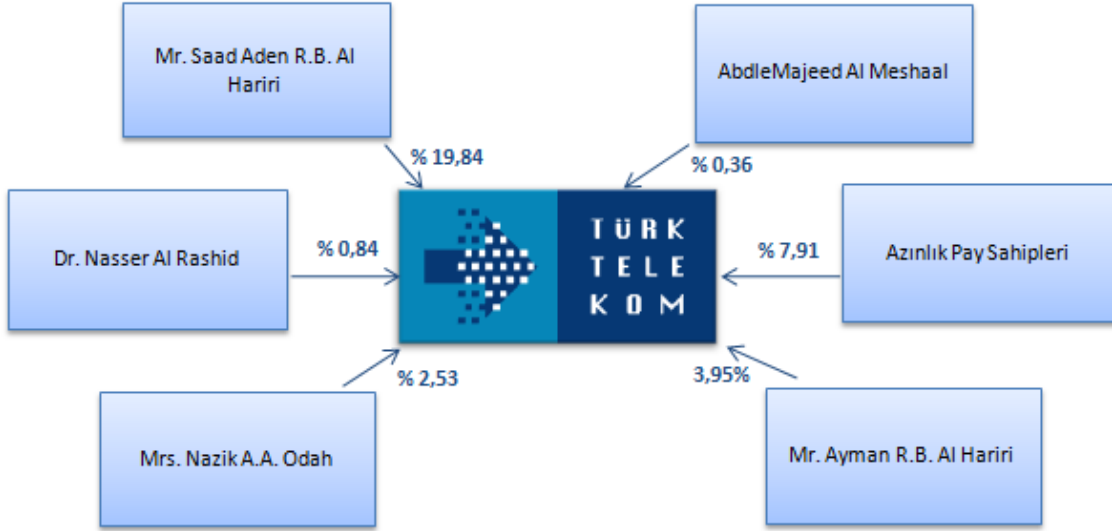 Mr. Saad Aden R.B. Al
Hariri
AbdleMajeed Al Meshaal
% 19,84
% 0,36
Dr. Nasser Al Rashid
% 0,84
TÜRK
TELE
KOM
% 7,91
Azınlık Pay Sahipleri
% 2,53
3,95%
Mrs. Nazik A.A. Odah
Mr. Ayman R.B. Al Hariri